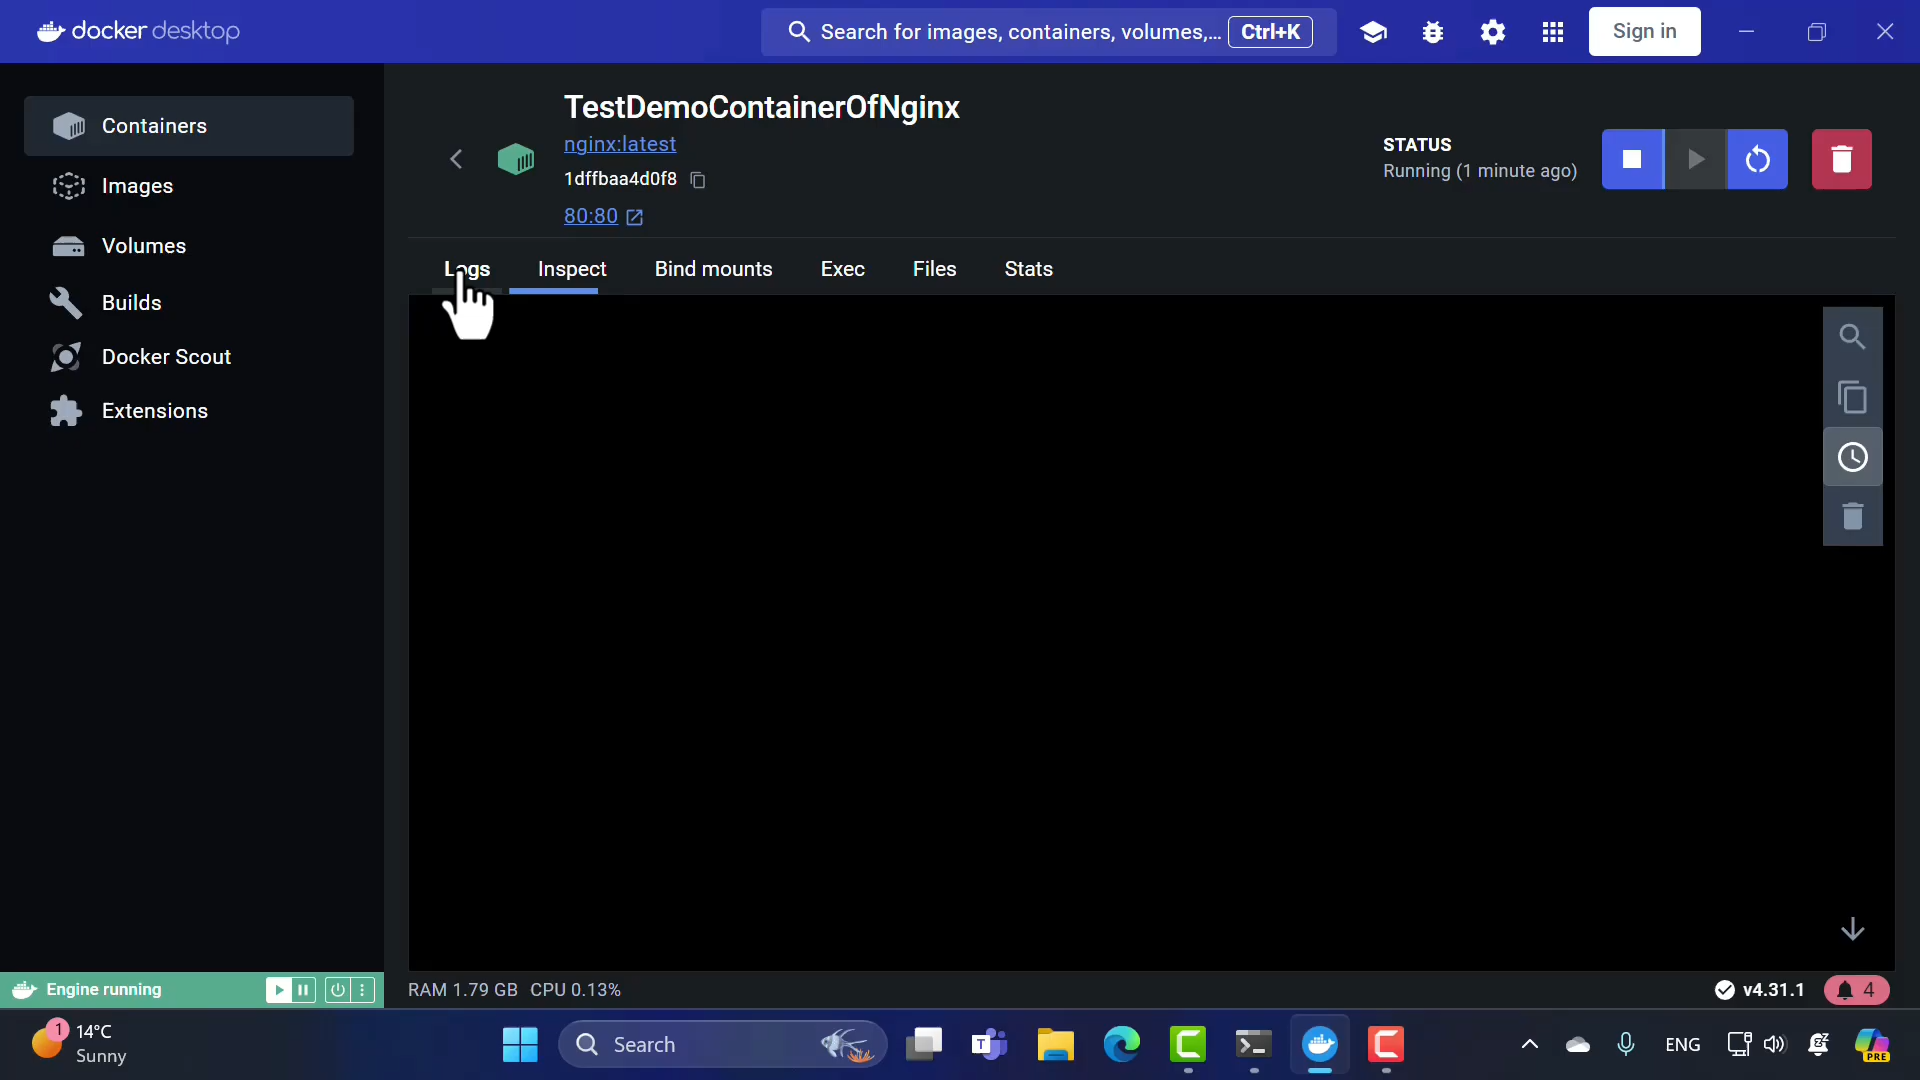 docker desktop
Search for images, containers, volumes,... Ctrl+K
Sign in
Containers
Images
Volumes
Builds
Docker Scout
Extensions
TestDemoContainerOfNginx
nginx:latest
1dffbaa4d0f8
80:80
STATUS
Running (1 minute ago)
Logs Inspect Bind mounts Exec Files Stats
Engine running
RAM 1.79 GB CPU 0.13%
v4.31.1
4
1
14°C
Sunny
Search
T
ENG
PRE